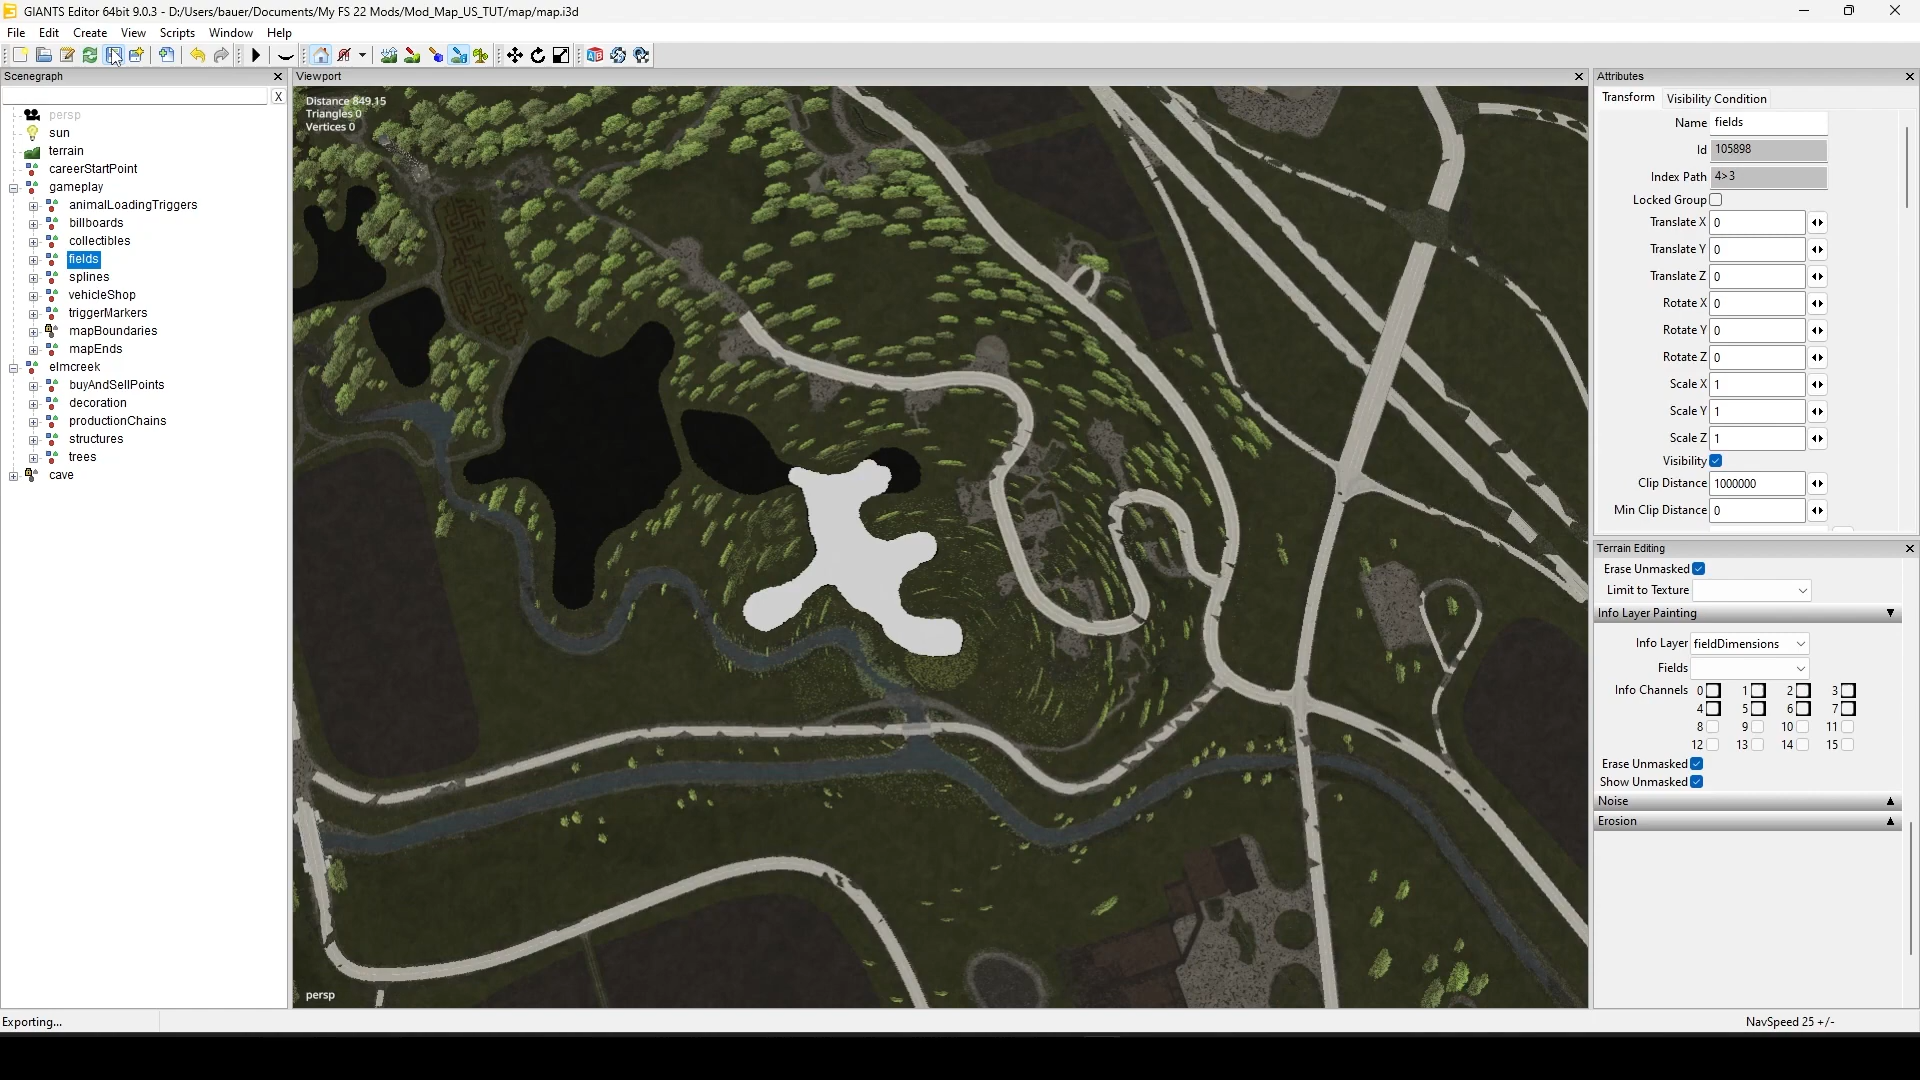 GIANTS Editor 64bit 9.0.3 - D:/Users/bauer/Documents/My FS 22 Mods/Mod_Map_US_TUT/map/map.i3d
File Edit Create View Scripts Window Help
Scenegraph
X
persp
sun
terrain
careerStartPoint
gameplay
animalLoadingTriggers
billboards
collectibles
fields
splines
vehicleShop
triggerMarkers
mapBoundaries
mapEnds
elmcreek
buyAndSellPoints
decoration
productionChains
structures
trees
cave
Viewport
Distance 849.15
Triangles 0
Vertices 0
persp
Attributes
Transform Visibility Condition
Name fields
Id 105898
Index Path 4>3
Locked Group
Translate X 0
Translate Y 0
Translate Z 0
Rotate X 0
Rotate Y 0
Rotate Z 0
Scale X 1
Scale Y 1
Scale Z 1
Visibility
Clip Distance 1000000
Min Clip Distance 0
Terrain Editing
Erase Unmasked
Limit to Texture
Info Layer Painting
Info Layer fieldDimensions
Fields
Info Channels 0 1 2 3
4 5 6 7
8 9 10 11
12 13 14 15
Erase Unmasked
Show Unmasked
Noise
Erosion
Exporting...
NavSpeed 25 +/-